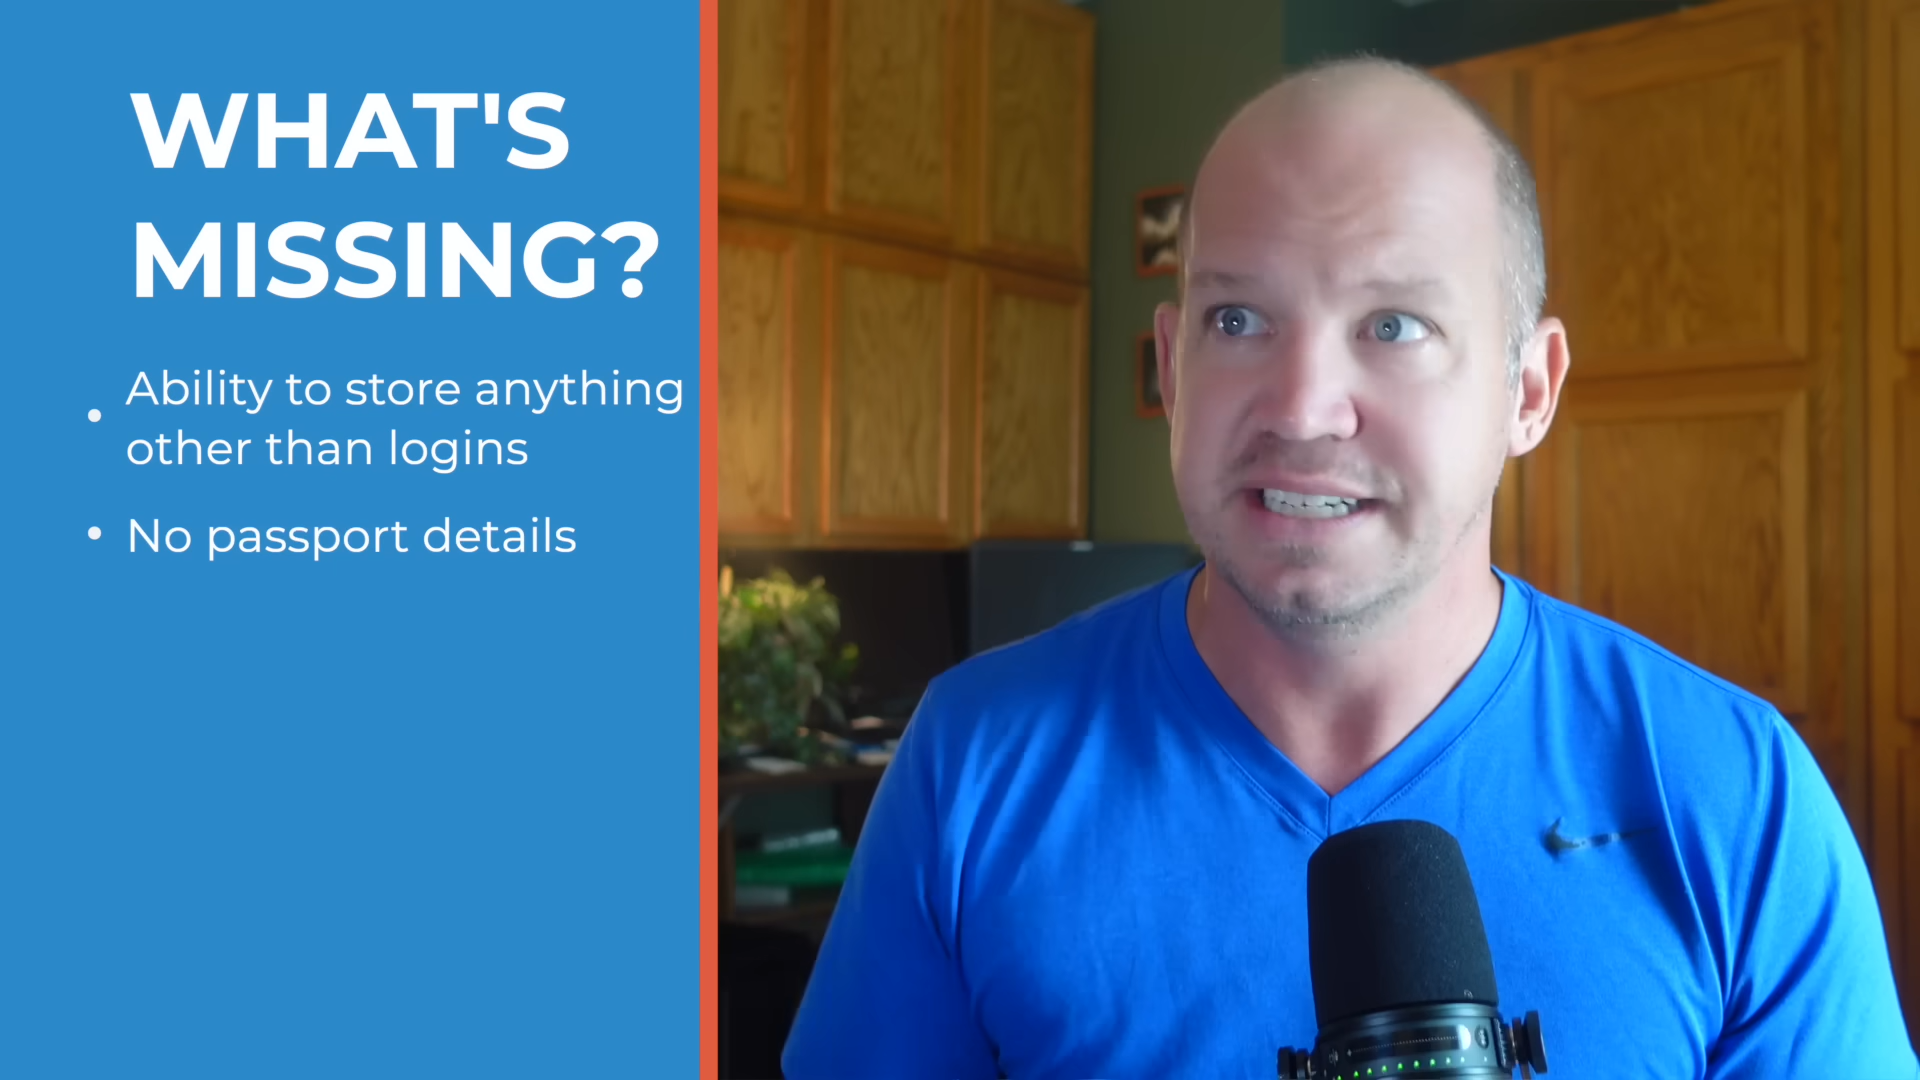 WHAT'S
MISSING?
• Ability to store anything
other than logins
• No passport details